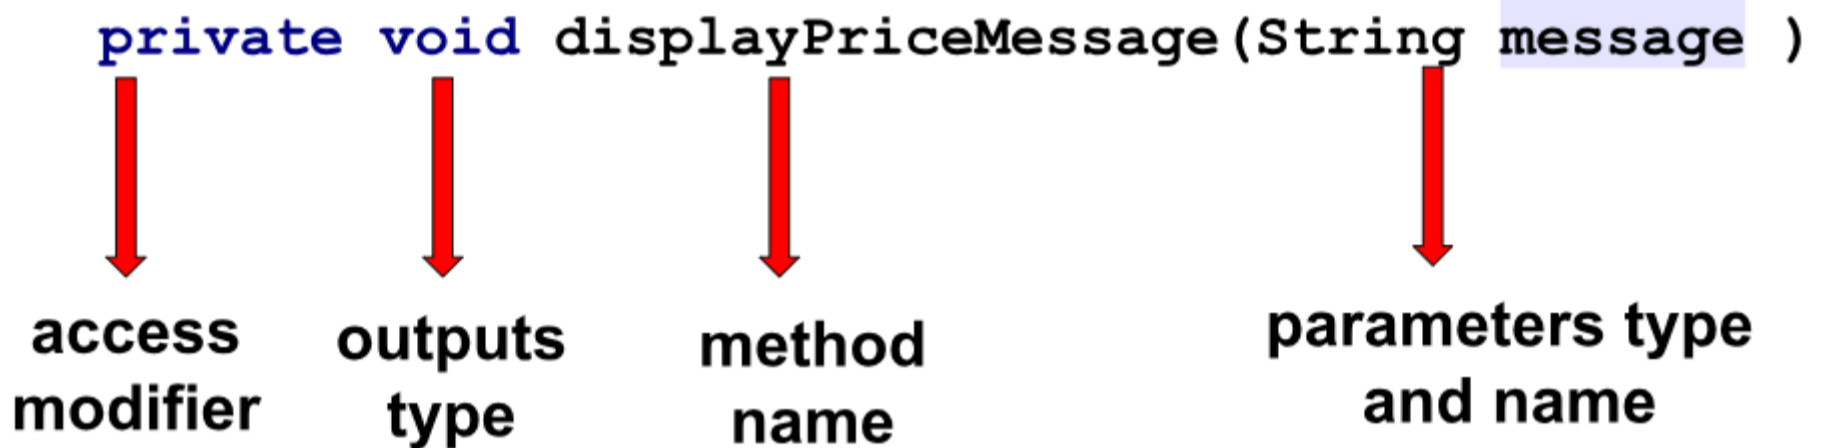 private void displayPriceMessage(String message )
access
modifier
outputs
type
method
name
parameters type
and name